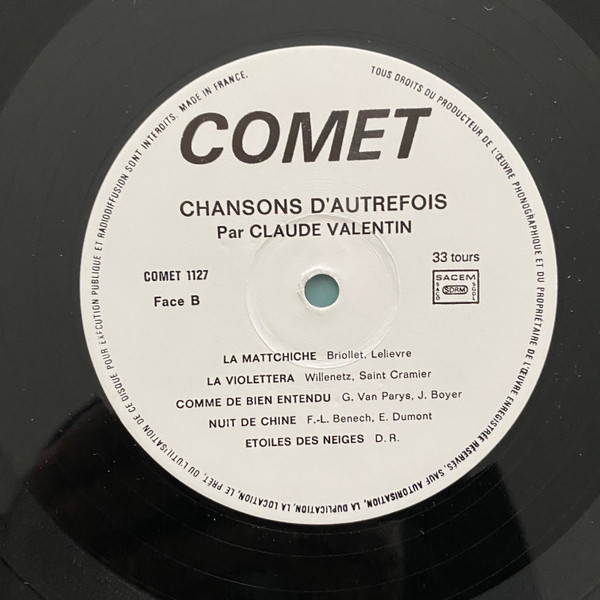 TOUS DROITS DU PRODUCTEUR DE L'ŒUVRE PHONOGRAPHIQUE ET DU PROPRIÉTAIRE DE L'ŒUVRE ENREGISTRÉE RÉSERVÉS, SAUF AUTORISATION, LA DUPLICATION, LA LOCATION, LE PRÊT, OU L'UTILISATION DE CE DISQUE POUR EXÉCUTION PUBLIQUE ET RADIODIFFUSION SONT INTERDITS. MADE IN FRANCE.
COMET
CHANSONS D'AUTREFOIS
Par CLAUDE VALENTIN
33 tours
COMET 1127
SACEM
SACD SDRM SGDL
Face B
LA MATTCHICHE Briollet, Lelievre
LA VIOLETTERA Willenetz, Saint Cramier
COMME DE BIEN ENTENDU G. Van Parys, J. Boyer
NUIT DE CHINE F.-L. Benech, E. Dumont
ETOILES DES NEIGES D.R.